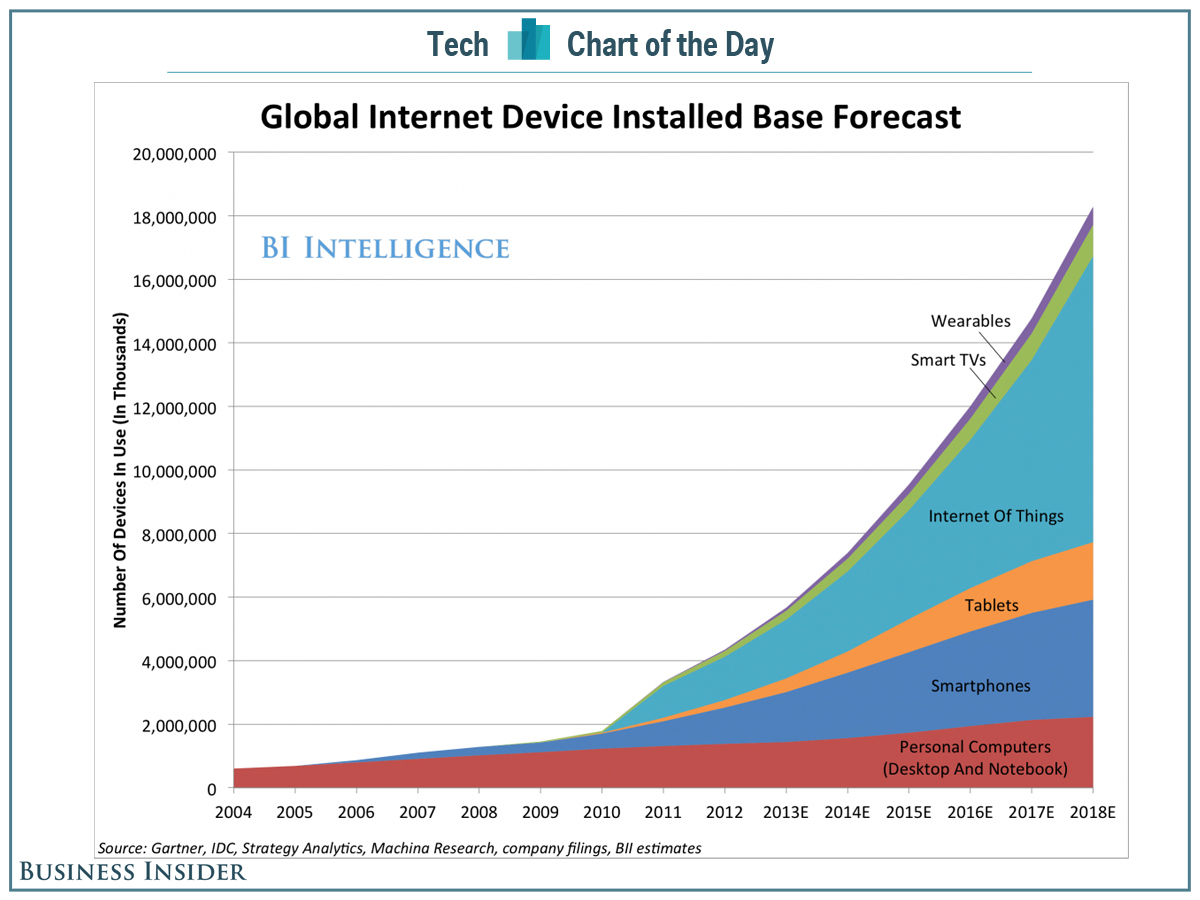 Tech Chart of the Day
Global Internet Device Installed Base Forecast
20,000,000
18,000,000
BI INTELLIGENCE
16,000,000
Wearables
14,000,000
Smart TVs
12,000,000
Number Of Devices In Use (In Thousands)
10,000,000
Internet Of Things
8,000,000
6,000,000
Tablets
4,000,000
Smartphones
2,000,000
Personal Computers
(Desktop And Notebook)
0
2004 2005 2006 2007 2008 2009 2010 2011 2012 2013E 2014E 2015E 2016E 2017E 2018E
Source: Gartner, IDC, Strategy Analytics, Machina Research, company filings, BII estimates
BUSINESS INSIDER